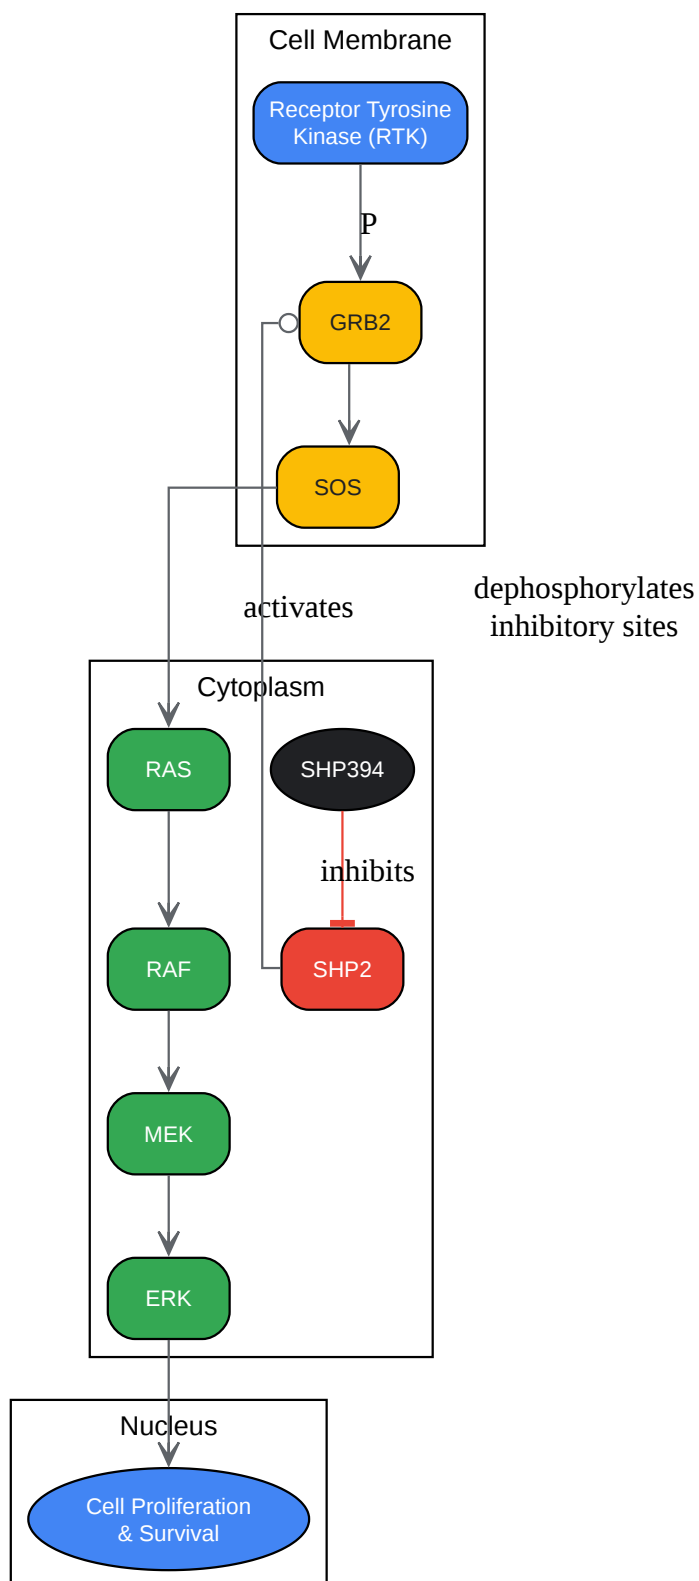 Cell Membrane
Receptor Tyrosine
Kinase (RTK)
P
GRB2
SOS
activates
dephosphorylates
inhibitory sites
Cytoplasm
RAS
SHP394
inhibits
RAF
SHP2
MEK
ERK
Nucleus
Cell Proliferation
& Survival